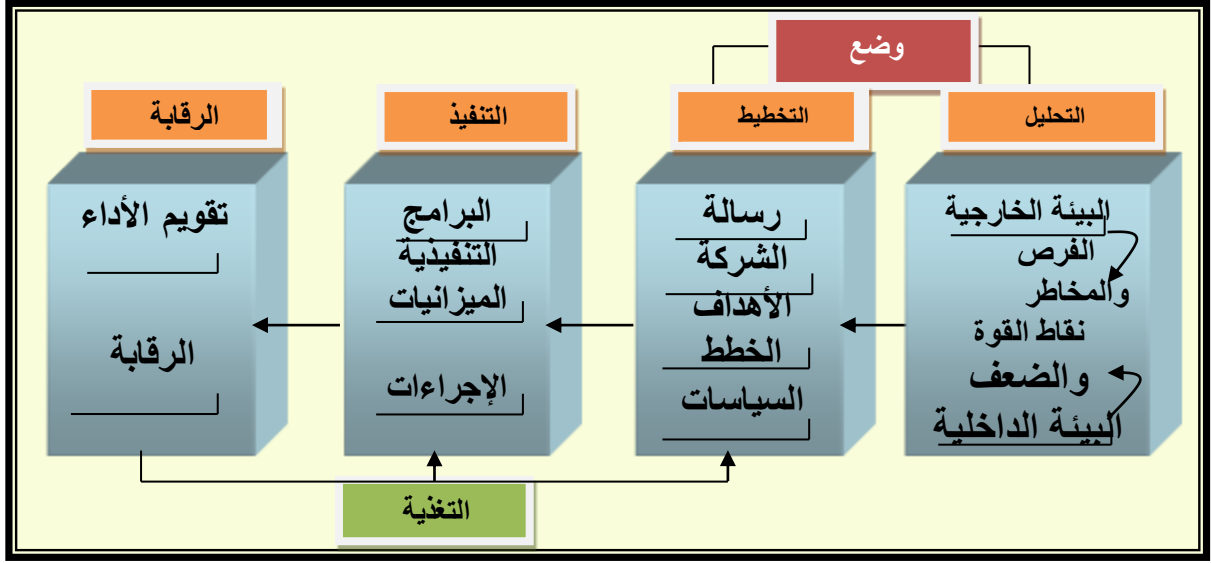 وضع
التحليل
التخطيط
التنفيذ
الرقابة
البيئة الخارجية
الفرص
والمخاطر
نقاط القوة
والضعف
البيئة الداخلية
رسالة
الشركة
الأهداف
الخطط
السياسات
البرامج
التنفيذية
الميزانيات
الإجراءات
تقويم الأداء
الرقابة
التغذية